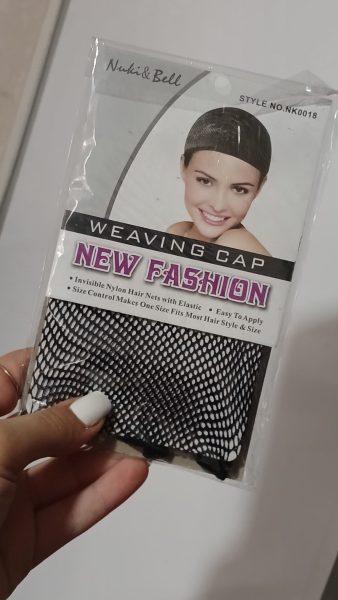 Nuki&Bell
STYLE NO.NK0018
WEAVING CAP
NEW FASHION
• Invisible Nylon Hair Nets with Elastic • Easy To Apply
• Size Control Makes One Size Fits Most Hair Style & Size